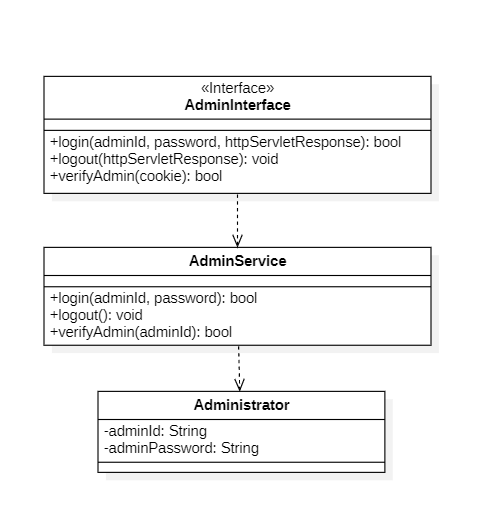 «Interface»
AdminInterface
+login(adminId, password, httpServletResponse): bool
+logout(httpServletResponse): void
+verifyAdmin(cookie): bool
AdminService
+login(adminId, password): bool
+logout(): void
+verifyAdmin(adminId): bool
Administrator
-adminId: String
-adminPassword: String